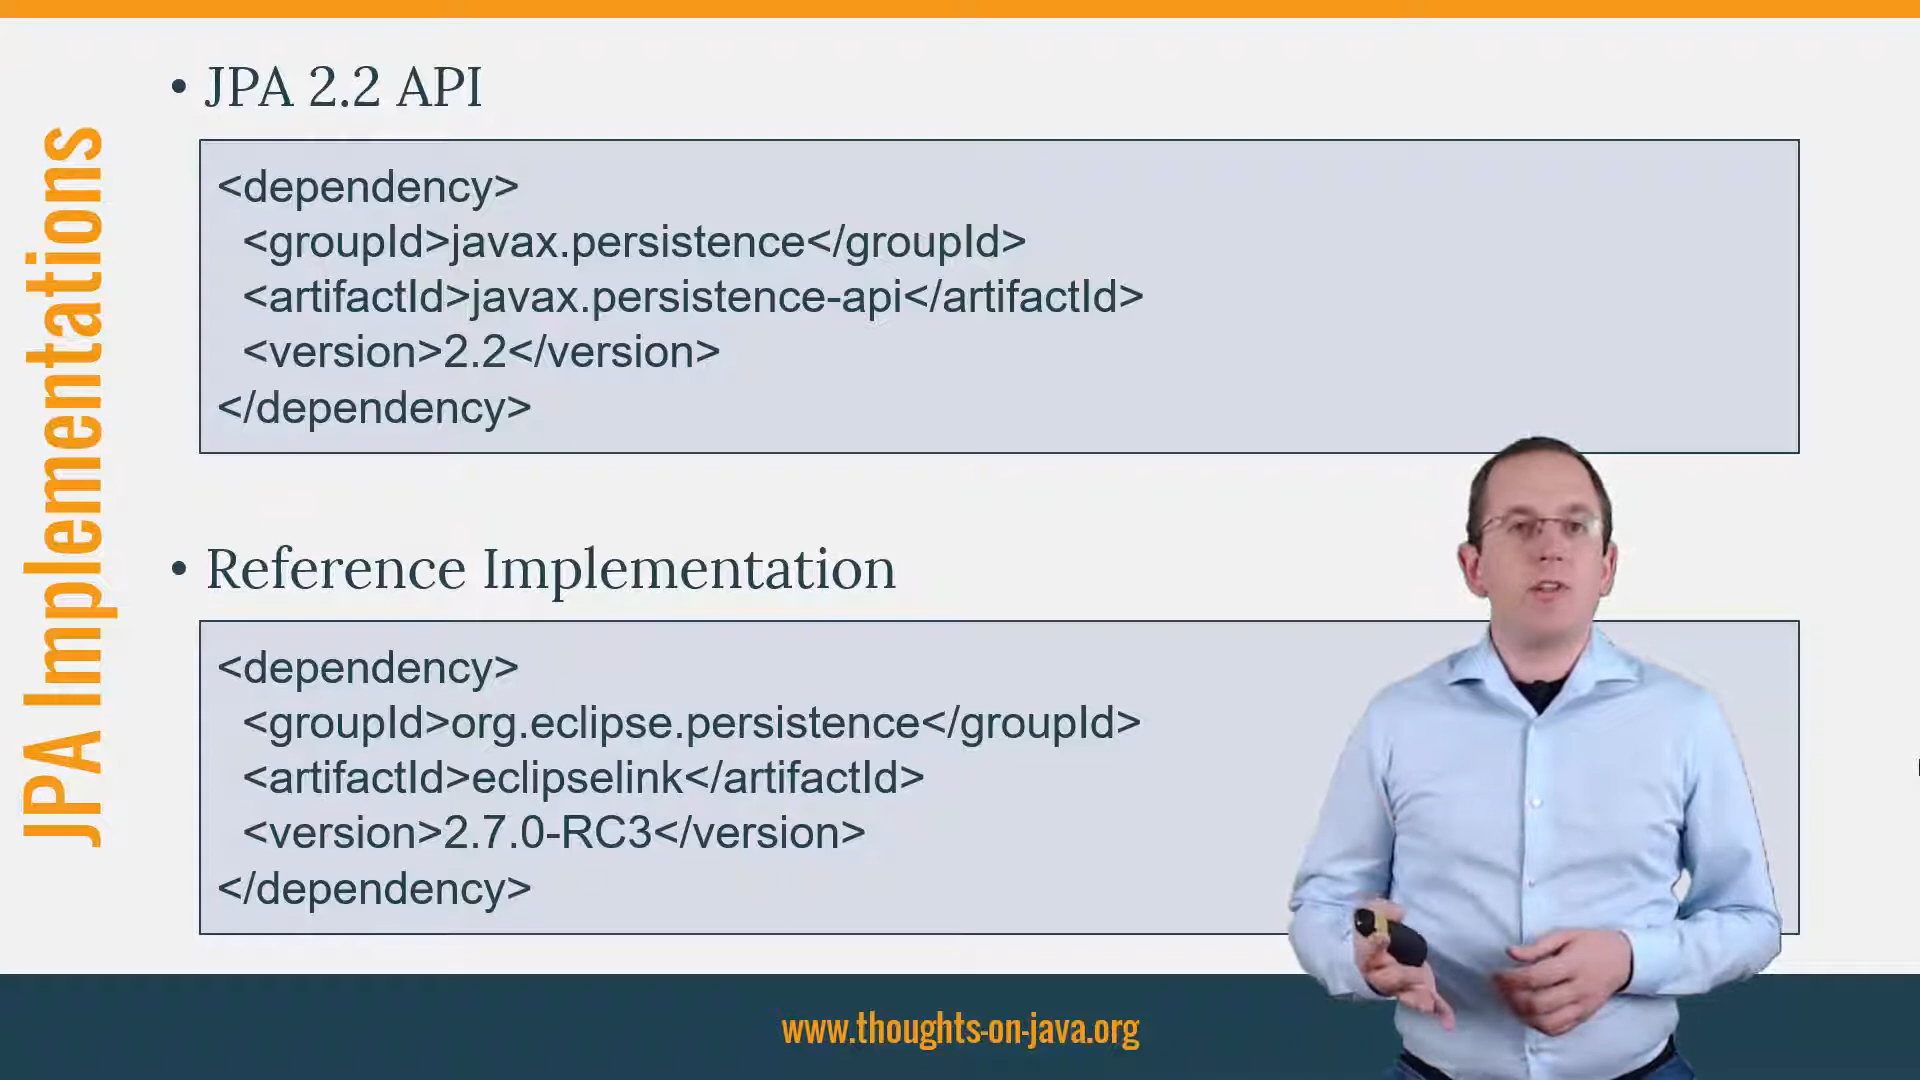 JPA Implementations
• JPA 2.2 API
<dependency>
<groupId>javax.persistence</groupId>
<artifactId>javax.persistence-api</artifactId>
<version>2.2</version>
</dependency>
• Reference Implementation
<dependency>
<groupId>org.eclipse.persistence</groupId>
<artifactId>eclipselink</artifactId>
<version>2.7.0-RC3</version>
</dependency>
www.thoughts-on-java.org